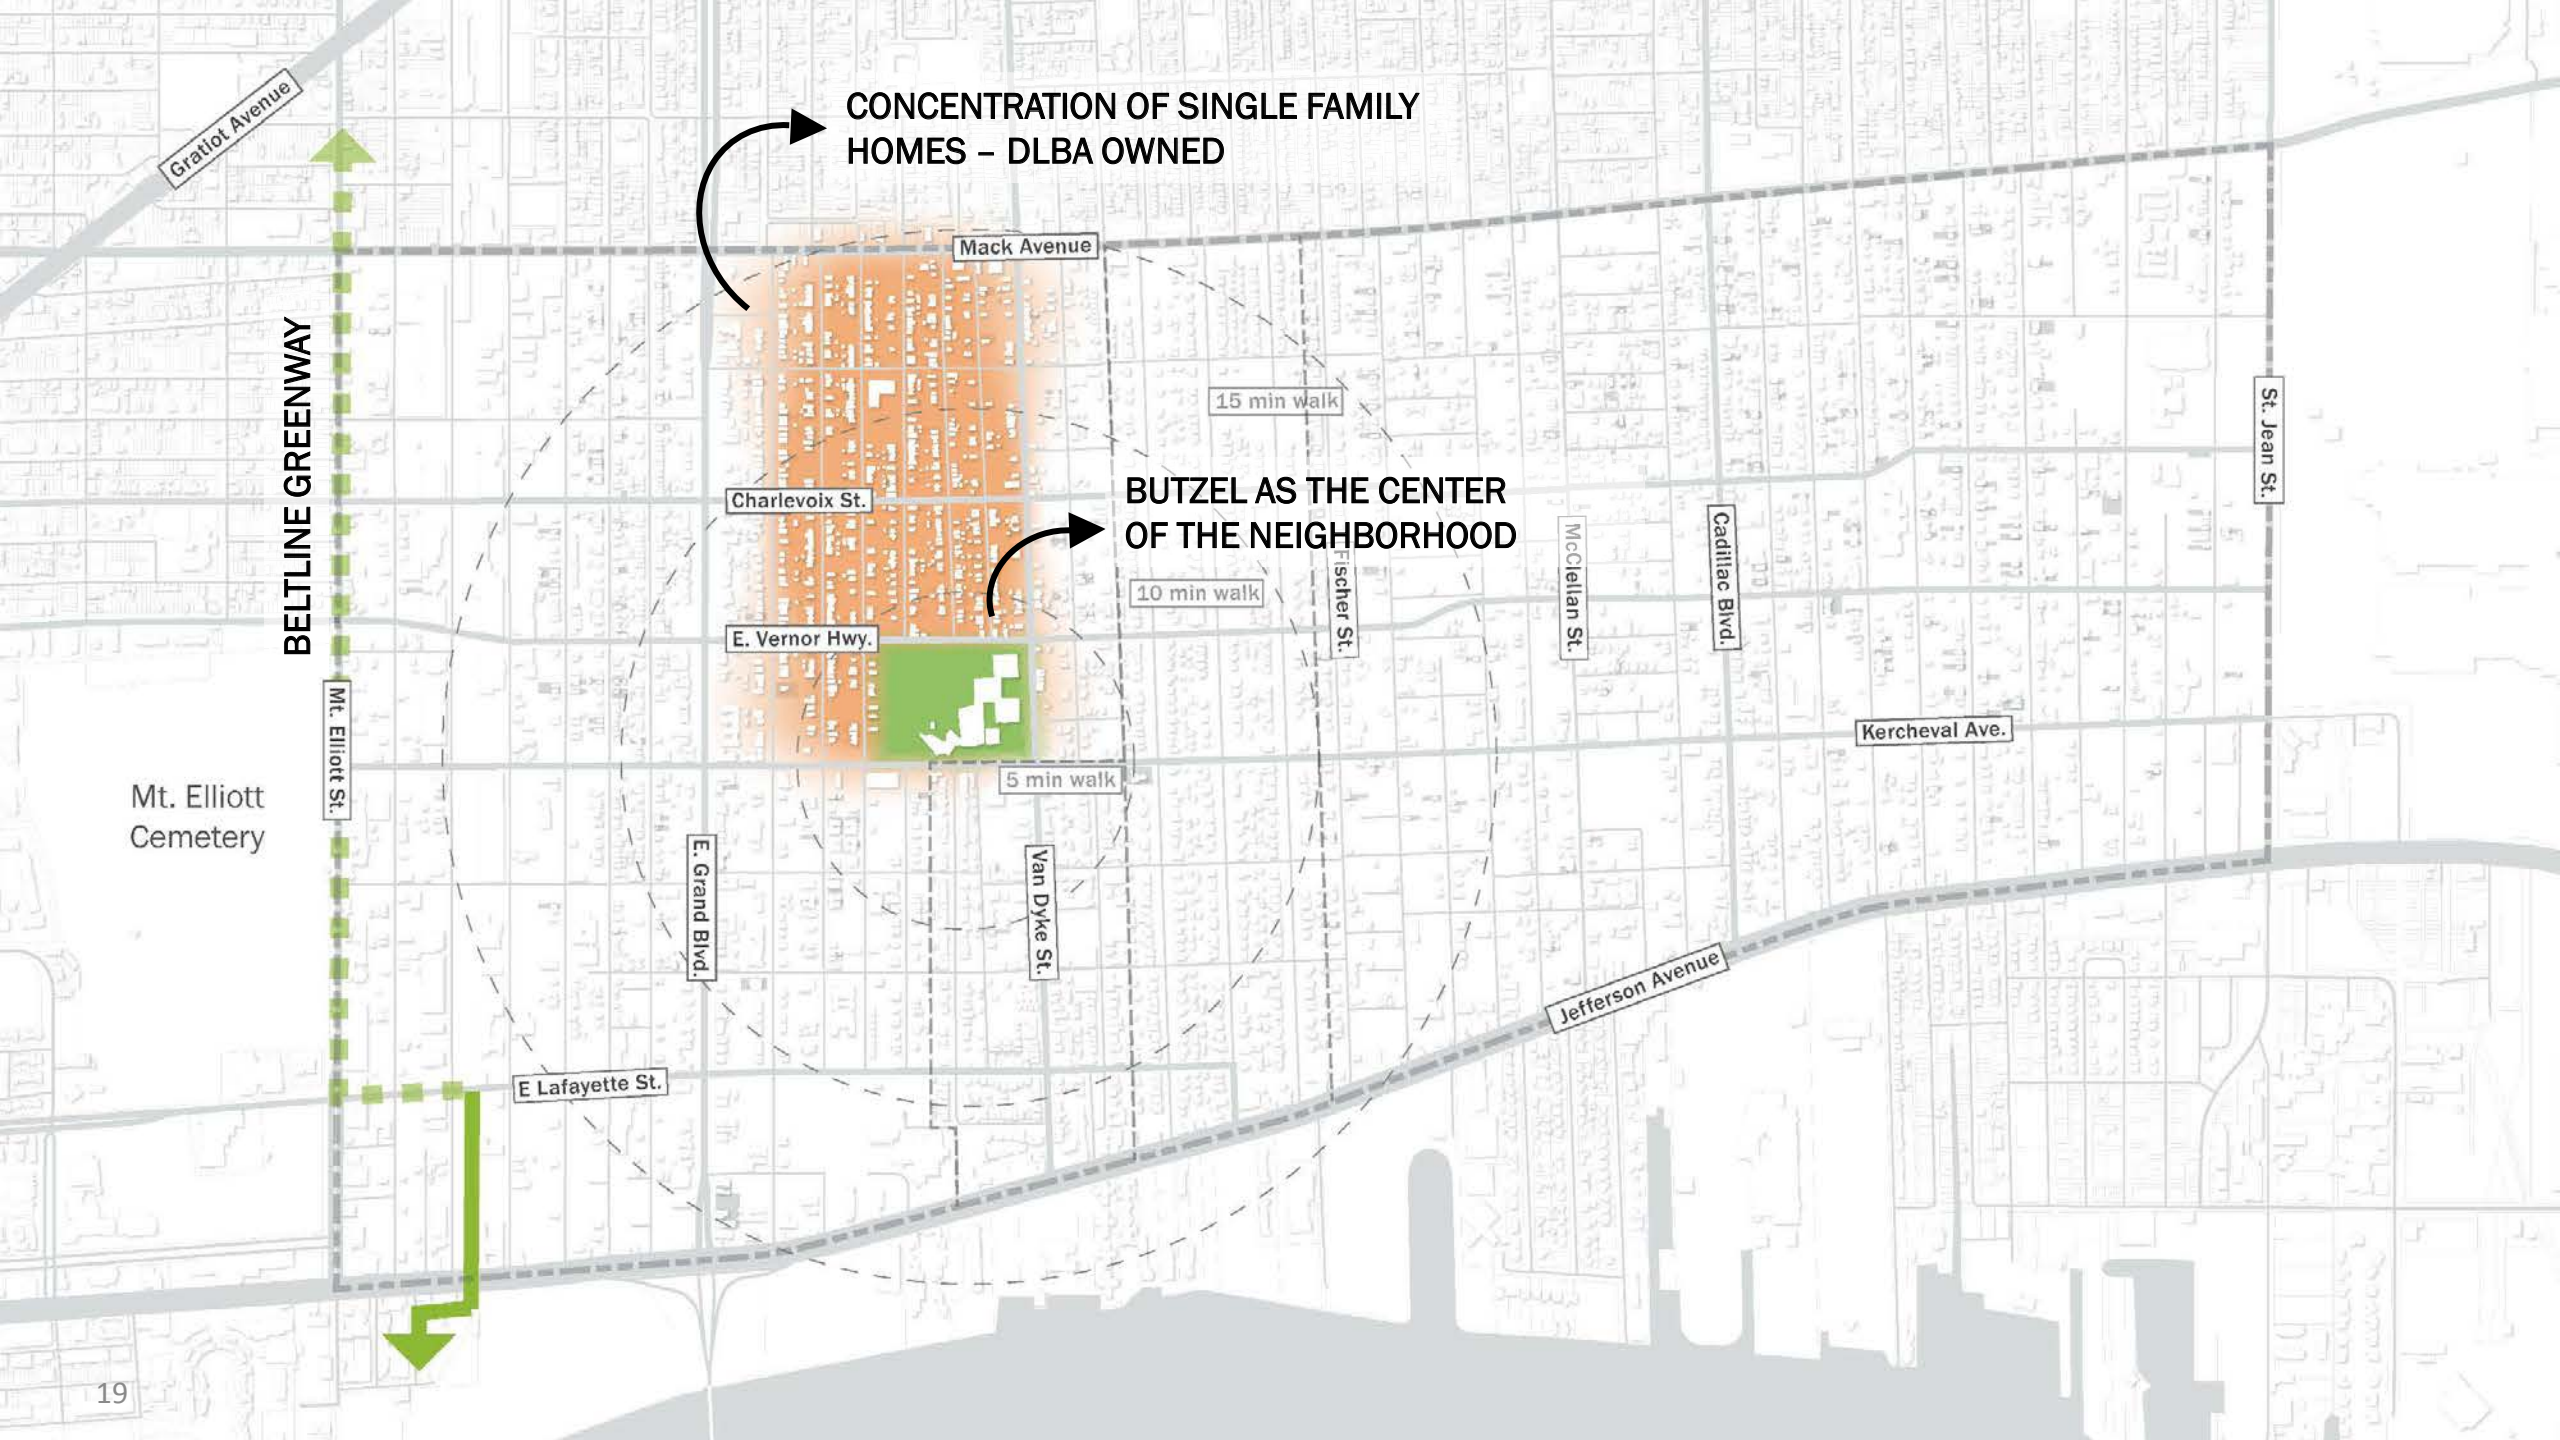 Gratiot Avenue
CONCENTRATION OF SINGLE FAMILY
HOMES – DLBA OWNED
Mack Avenue
BELTLINE GREENWAY
15 min walk
St. Jean St.
Charlevoix St.
BUTZEL AS THE CENTER
OF THE NEIGHBORHOOD
Fischer St.
McClellan St.
Cadillac Blvd.
10 min walk
E. Vernor Hwy.
Mt. Elliott St.
Kercheval Ave.
5 min walk
Mt. Elliott
Cemetery
E. Grand Blvd.
Van Dyke St.
Jefferson Avenue
E Lafayette St.
19